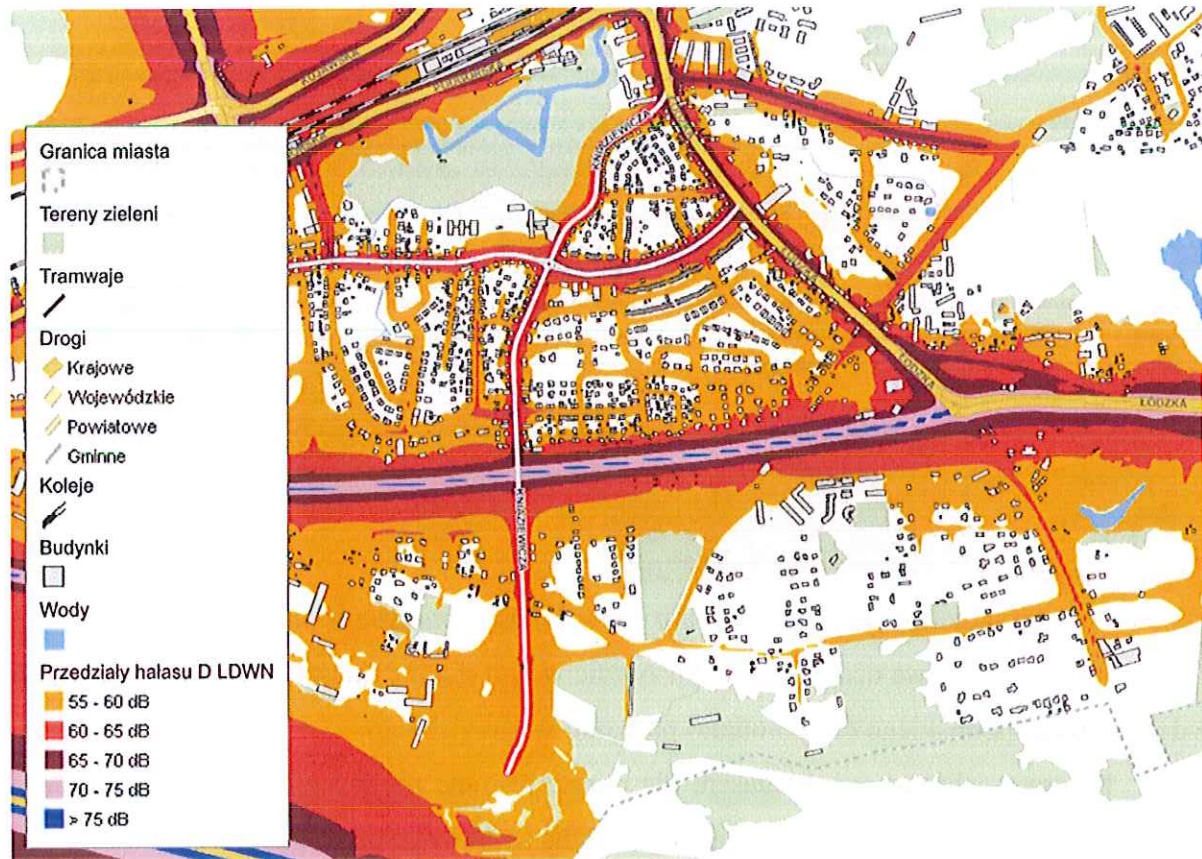 Granica miasta
Tereny zieleni
Tramwaje
Drogi
Krajowe
Wojewódzkie
Powiatowe
Gminne
Koleje
Budynki
Wody
Przedziały hałasu D LDWN
55 - 60 dB
60 - 65 dB
65 - 70 dB
70 - 75 dB
> 75 dB
KNIAZIEWICZA
ŁÓDZKA
ŁÓDZKA
KNIAZIEWICZA